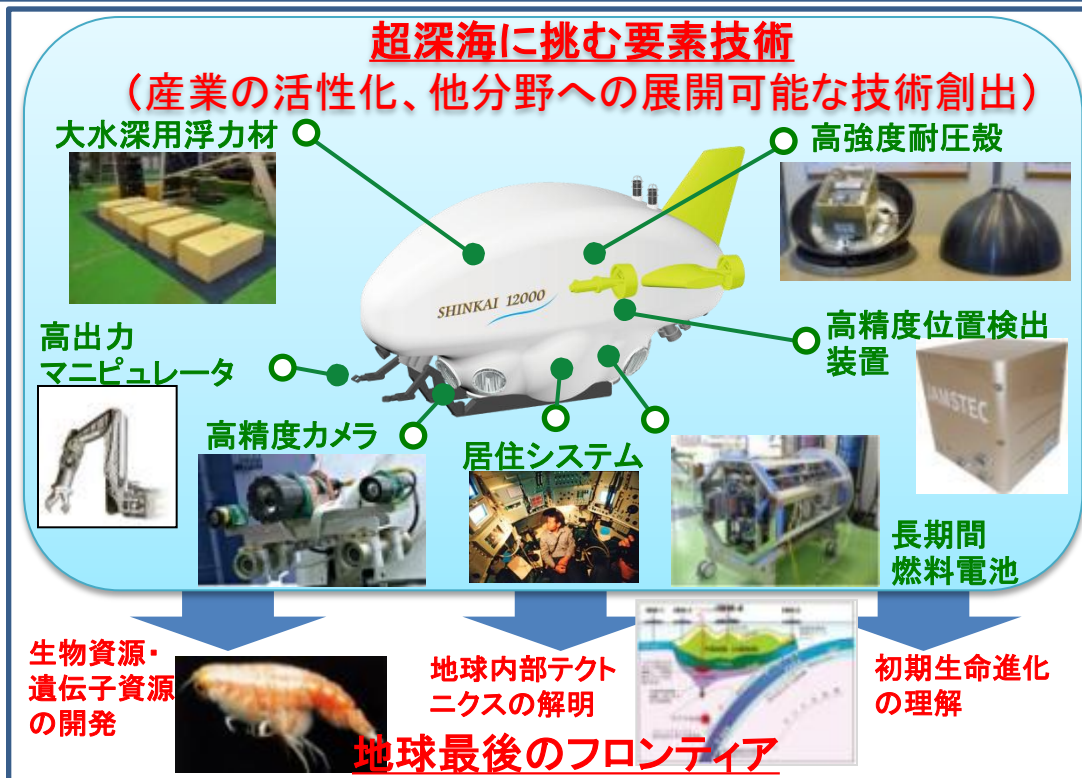 超深海に挑む要素技術
（産業の活性化、他分野への展開可能な技術創出）
大水深用浮力材
高強度耐圧殻
SHINKAI 12000
高出力
マニピュレータ
高精度位置検出
装置
JAMSTEC
高精度カメラ
居住システム
長期間
燃料電池
生物資源・
遺伝子資源
の開発
地球内部テクト
ニクスの解明
初期生命進化
の理解
地球最後のフロンティア